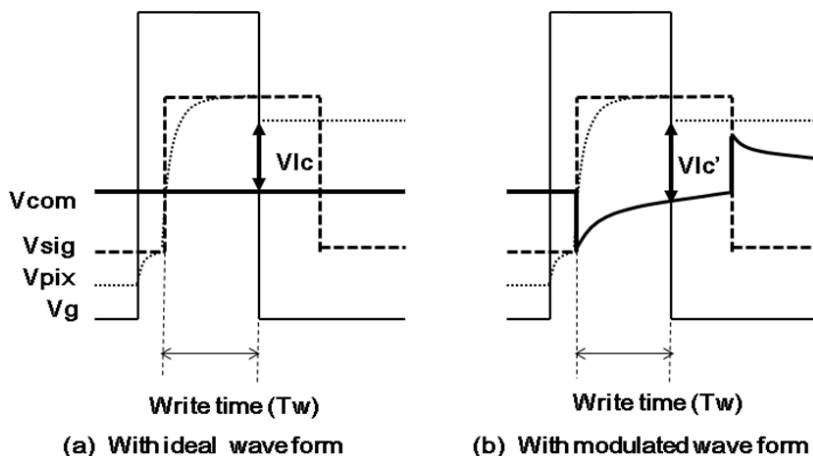 Vlc
Vcom
Vsig
Vpix
Vg
Write time (Tw)
(a) With ideal wave form
Vlc’
Write time (Tw)
(b) With modulated wave form